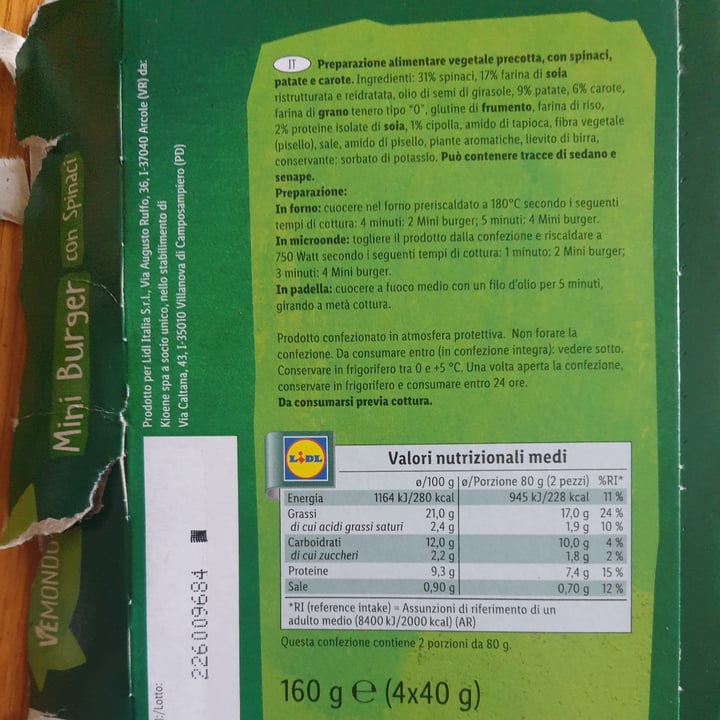 IT Preparazione alimentare vegetale precotta, con spinaci,
patate e carote. Ingredienti: 31% spinaci, 17% farina di soia
ristrutturata e reidratata, olio di semi di girasole, 9% patate, 6% carote,
farina di grano tenero tipo "0", glutine di frumento, farina di riso,
2% proteine isolate di soia, 1% cipolla, amido di tapioca, fibra vegetale
(pisello), sale, amido di pisello, piante aromatiche, lievito di birra,
conservante: sorbato di potassio. Può contenere tracce di sedano e
senape.
Preparazione:
In forno: cuocere nel forno preriscaldato a 180°C secondo i seguenti
tempi di cottura: 4 minuti: 2 Mini burger; 5 minuti: 4 Mini burger.
In microonde: togliere il prodotto dalla confezione e riscaldare a
750 Watt secondo i seguenti tempi di cottura: 1 minuto: 2 Mini burger;
3 minuti: 4 Mini burger.
In padella: cuocere a fuoco medio con un filo d'olio per 5 minuti,
girando a metà cottura.
Prodotto confezionato in atmosfera protettiva. Non forare la
confezione. Da consumare entro (in confezione integra): vedere sotto.
Conservare in frigorifero tra 0 e +5 °C. Una volta aperta la confezione,
conservare in frigorifero e consumare entro 24 ore.
Da consumarsi previa cottura.
LIDL
Valori nutrizionali medi
ø/100 g ø/Porzione 80 g (2 pezzi) %RI*
Energia 1164 kJ/280 kcal 945 kJ/228 kcal 11 %
Grassi 21,0 g 17,0 g 24 %
di cui acidi grassi saturi 2,4 g 1,9 g 10 %
Carboidrati 12,0 g 10,0 g 4 %
di cui zuccheri 2,2 g 1,8 g 2 %
Proteine 9,3 g 7,4 g 15 %
Sale 0,90 g 0,70 g 12 %
*RI (reference intake) = Assunzioni di riferimento di un
adulto medio (8400 kJ/2000 kcal) (AR)
Questa confezione contiene 2 porzioni da 80 g.
160 g e (4x40 g)
Prodotto per Lidl Italia S.r.l., Via Augusto Ruffo, 36, I-37040 Arcole (VR) da:
Kioene spa a socio unico, nello stabilimento di
Via Caltana, 43, I-35010 Villanova di Camposampiero (PD)
/Lotto:
226009684
Mini Burger con Spinaci
VEMONDO